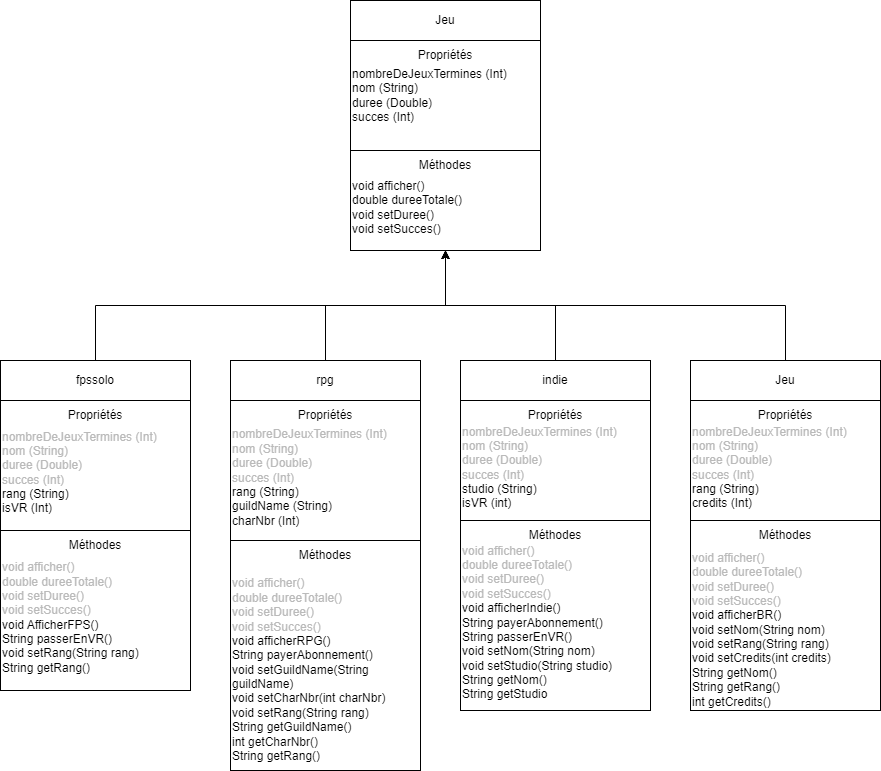 Jeu
Propriétés
nombreDeJeuxTermines (Int)
nom (String)
duree (Double)
succes (Int)
Méthodes
void afficher()
double dureeTotale()
void setDuree()
void setSucces()
fpssolo
Propriétés
nombreDeJeuxTermines (Int)
nom (String)
duree (Double)
succes (Int)
rang (String)
isVR (Int)
Méthodes
void afficher()
double dureeTotale()
void setDuree()
void setSucces()
void AfficherFPS()
String passerEnVR()
void setRang(String rang)
String getRang()
rpg
Propriétés
nombreDeJeuxTermines (Int)
nom (String)
duree (Double)
succes (Int)
rang (String)
guildName (String)
charNbr (Int)
Méthodes
void afficher()
double dureeTotale()
void setDuree()
void setSucces()
void afficherRPG()
String payerAbonnement()
void setGuildName(String
guildName)
void setCharNbr(int charNbr)
void setRang(String rang)
String getGuildName()
int getCharNbr()
String getRang()
indie
Propriétés
nombreDeJeuxTermines (Int)
nom (String)
duree (Double)
succes (Int)
studio (String)
isVR (int)
Méthodes
void afficher()
double dureeTotale()
void setDuree()
void setSucces()
void afficherIndie()
String payerAbonnement()
String passerEnVR()
void setNom(String nom)
void setStudio(String studio)
String getNom()
String getStudio
Jeu
Propriétés
nombreDeJeuxTermines (Int)
nom (String)
duree (Double)
succes (Int)
rang (String)
credits (Int)
Méthodes
void afficher()
double dureeTotale()
void setDuree()
void setSucces()
void afficherBR()
void setNom(String nom)
void setRang(String rang)
void setCredits(int credits)
String getNom()
String getRang()
int getCredits()